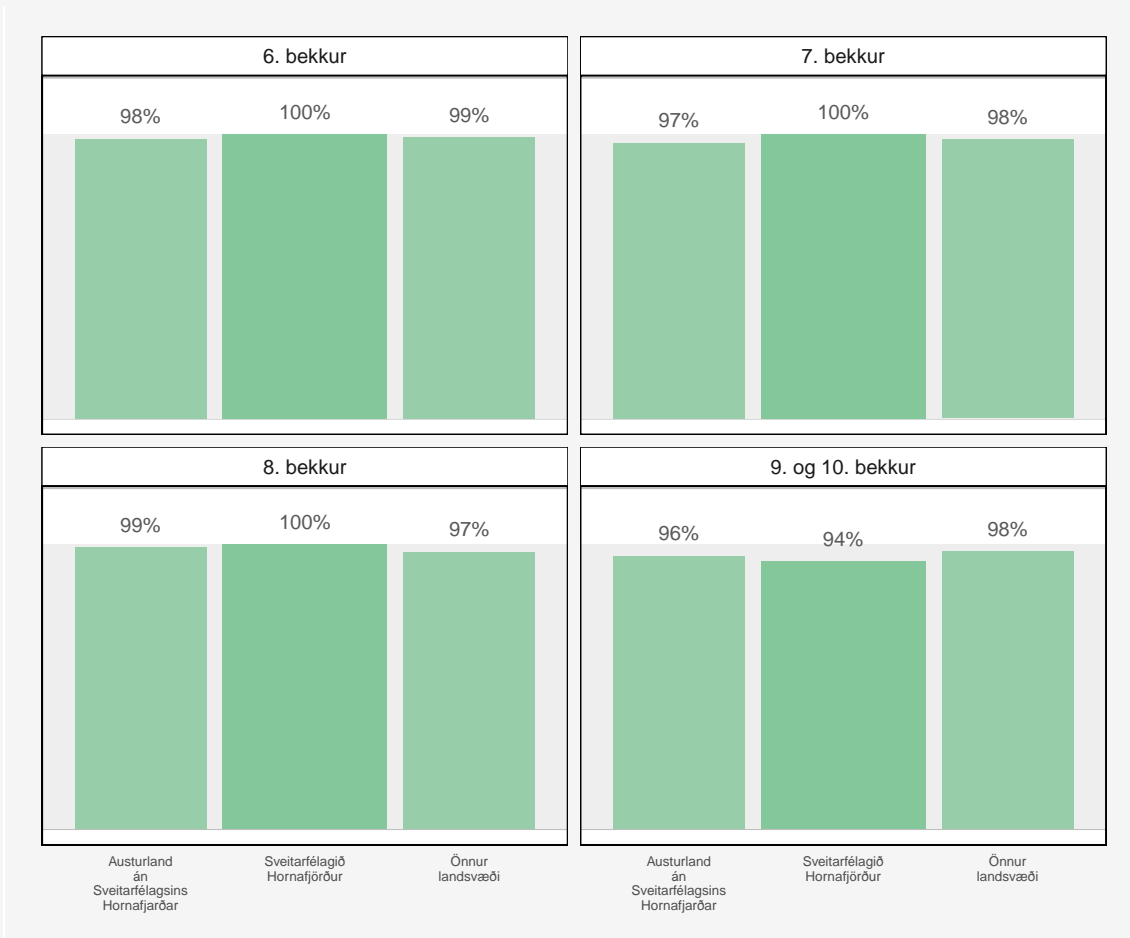 6. bekkur
98%
100%
99%
7. bekkur
97%
100%
98%
8. bekkur
99%
100%
97%
9. og 10. bekkur
96%
94%
98%
Austurland
án
Sveitarfélagsins
Hornafjarðar
Sveitarfélagið
Hornafjörður
Önnur
landsvæði
Austurland
án
Sveitarfélagsins
Hornafjarðar
Sveitarfélagið
Hornafjörður
Önnur
landsvæði